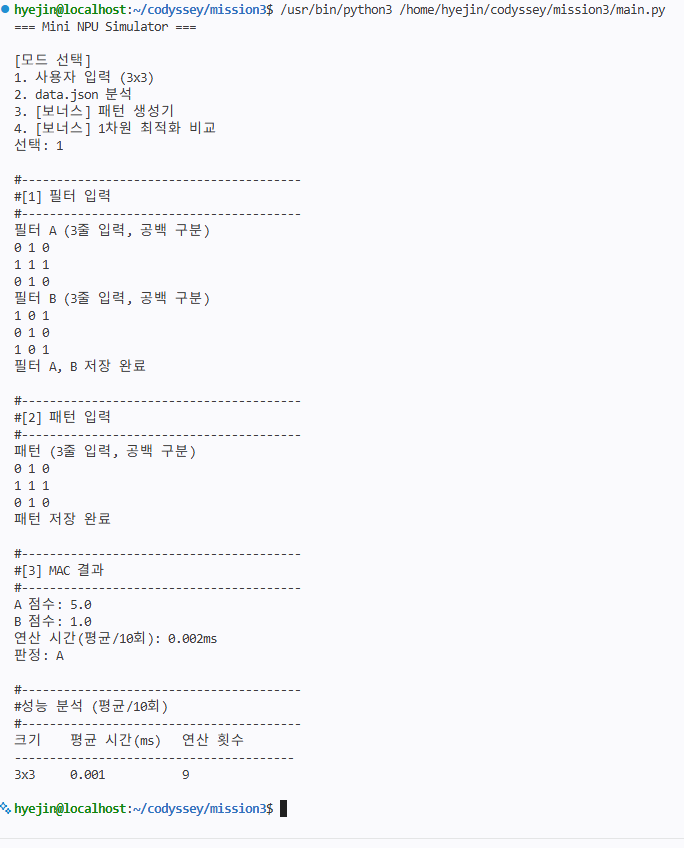 hyejin@localhost:~/codyssey/mission3$ /usr/bin/python3 /home/hyejin/codyssey/mission3/main.py
=== Mini NPU Simulator ===
[모드 선택]
1. 사용자 입력 (3x3)
2. data.json 분석
3. [보너스] 패턴 생성기
4. [보너스] 1차원 최적화 비교
선택: 1
#----------------------------------------
#[1] 필터 입력
#----------------------------------------
필터 A (3줄 입력, 공백 구분)
0 1 0
1 1 1
0 1 0
필터 B (3줄 입력, 공백 구분)
1 0 1
0 1 0
1 0 1
필터 A, B 저장 완료
#----------------------------------------
#[2] 패턴 입력
#----------------------------------------
패턴 (3줄 입력, 공백 구분)
0 1 0
1 1 1
0 1 0
패턴 저장 완료
#----------------------------------------
#[3] MAC 결과
#----------------------------------------
A 점수: 5.0
B 점수: 1.0
연산 시간(평균/10회): 0.002ms
판정: A
#----------------------------------------
#성능 분석 (평균/10회)
#----------------------------------------
크기 평균 시간(ms) 연산 횟수
----------------------------------------
3x3 0.001 9
hyejin@localhost:~/codyssey/mission3$